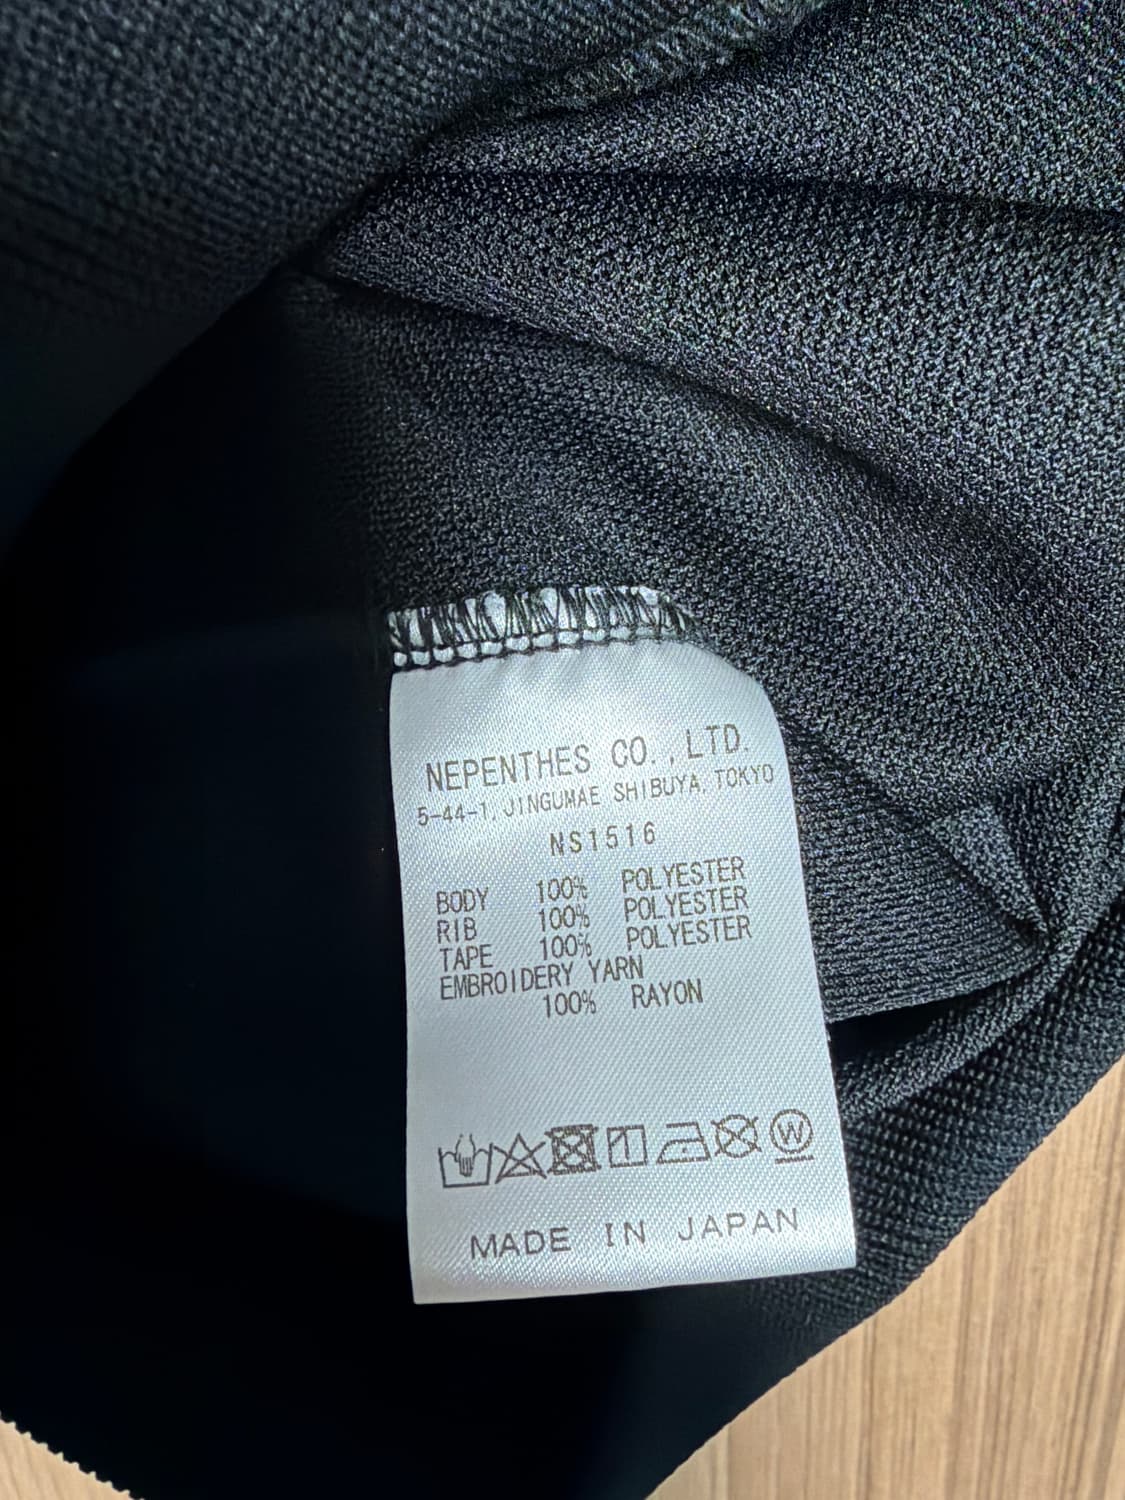 NEPENTHES CO., LTD.
5-44-1, JINGUMAE SHIBUYA, TOKYO
NS1516
BODY 100% POLYESTER
RIB 100% POLYESTER
TAPE 100% POLYESTER
EMBROIDERY YARN
100% RAYON
W
MADE IN JAPAN